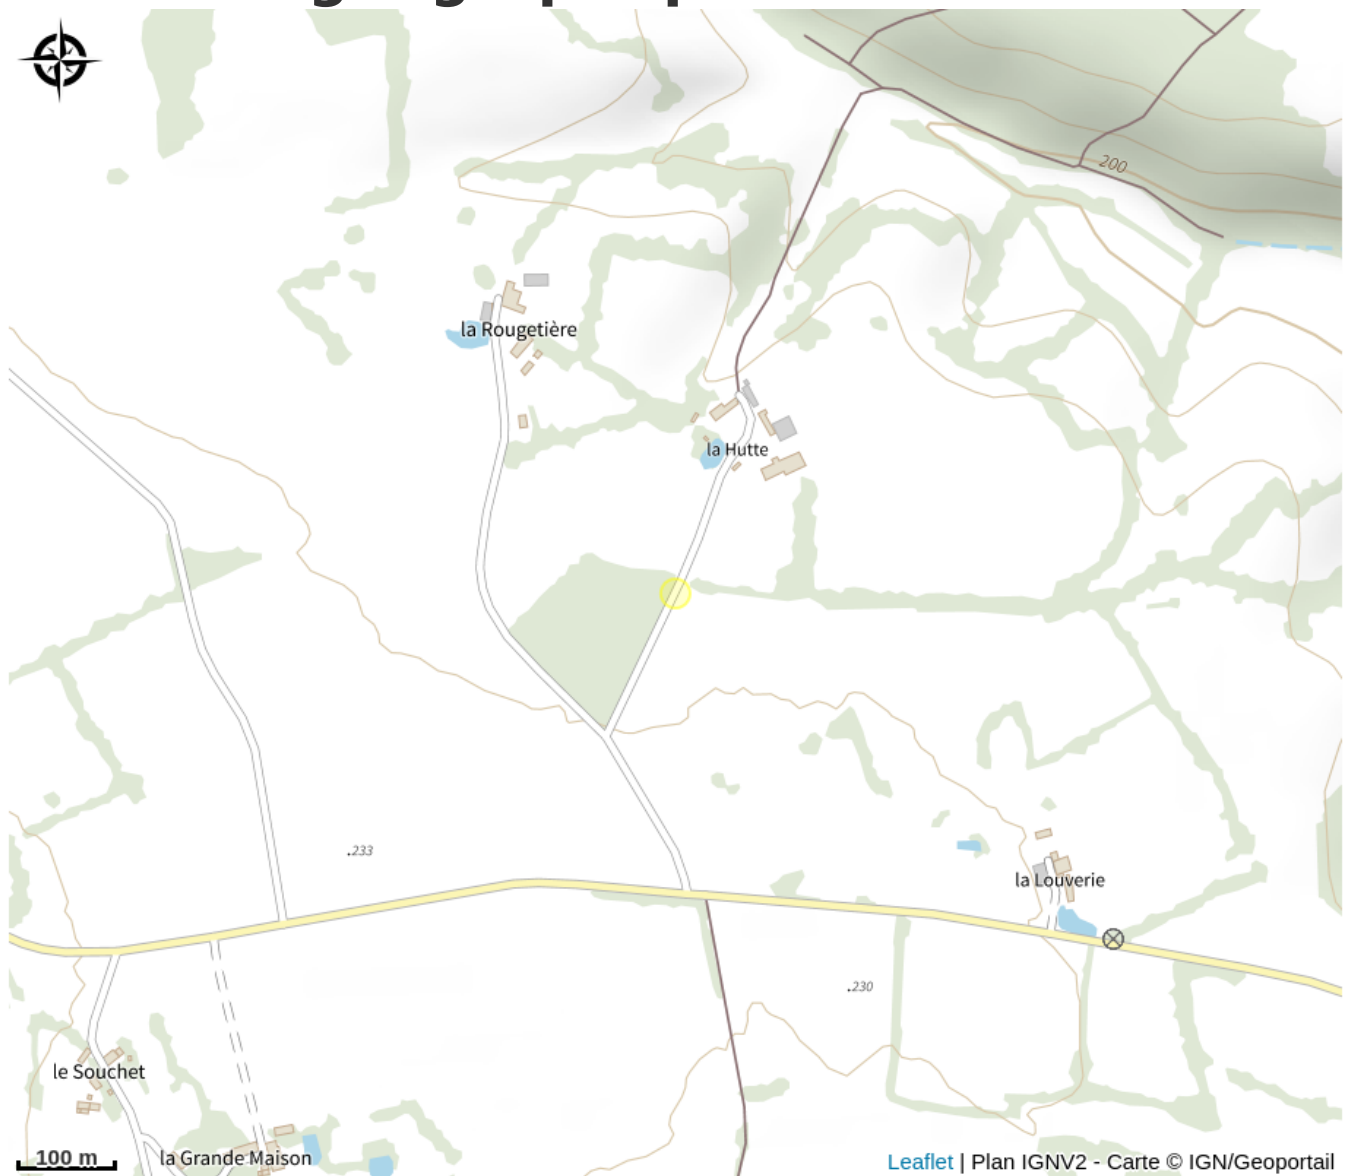 200
la Rougetière
la Hutte
.233
la Louverie
.230
le Souchet
100 m
la Grande Maison
Leaflet | Plan IGNV2 - Carte © IGN/Geoportail